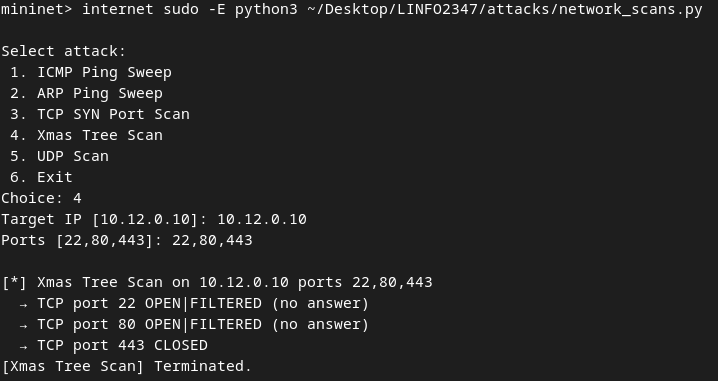 mininet> internet sudo -E python3 ~/Desktop/LINFO2347/attacks/network_scans.py
Select attack:
1. ICMP Ping Sweep
2. ARP Ping Sweep
3. TCP SYN Port Scan
4. Xmas Tree Scan
5. UDP Scan
6. Exit
Choice: 4
Target IP [10.12.0.10]: 10.12.0.10
Ports [22,80,443]: 22,80,443
[*] Xmas Tree Scan on 10.12.0.10 ports 22,80,443
→ TCP port 22 OPEN|FILTERED (no answer)
→ TCP port 80 OPEN|FILTERED (no answer)
→ TCP port 443 CLOSED
[Xmas Tree Scan] Terminated.